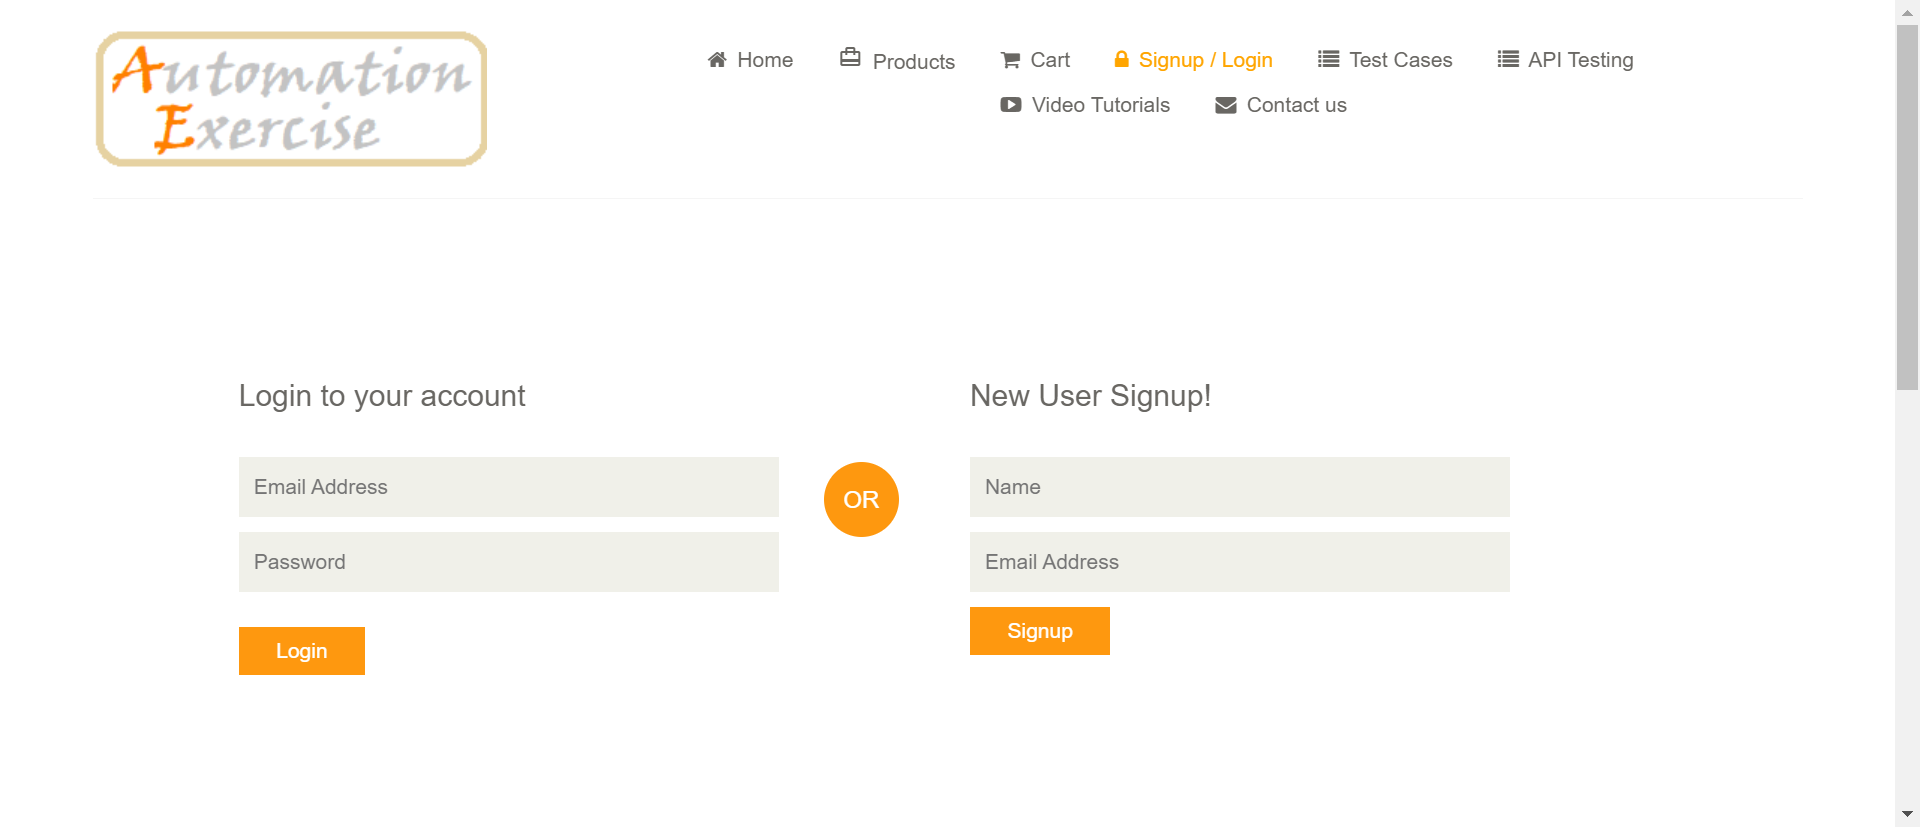 Automation
Exercise
Home Products Cart Signup / Login Test Cases API Testing
Video Tutorials Contact us
Login to your account
Email Address
Password
Login
OR
New User Signup!
Name
Email Address
Signup